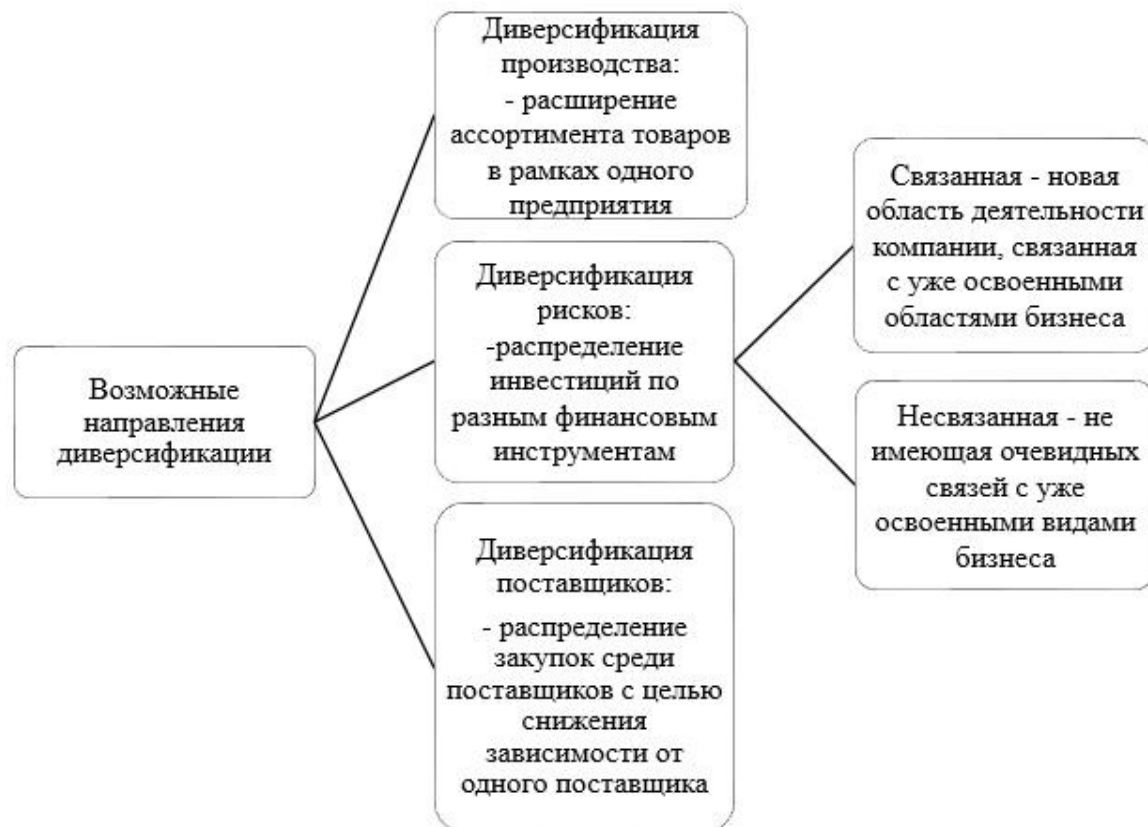 Возможные
направления
диверсификации
Диверсификация
производства:
- расширение
ассортимента товаров
в рамках одного
предприятия
Диверсификация
рисков:
-распределение
инвестиций по
разным финансовым
инструментам
Диверсификация
поставщиков:
- распределение
закупок среди
поставщиков с целью
снижения
зависимости от
одного поставщика
Связанная - новая
область деятельности
компании, связанная
с уже освоенными
областями бизнеса
Несвязанная - не
имеющая очевидных
связей с уже
освоенными видами
бизнеса